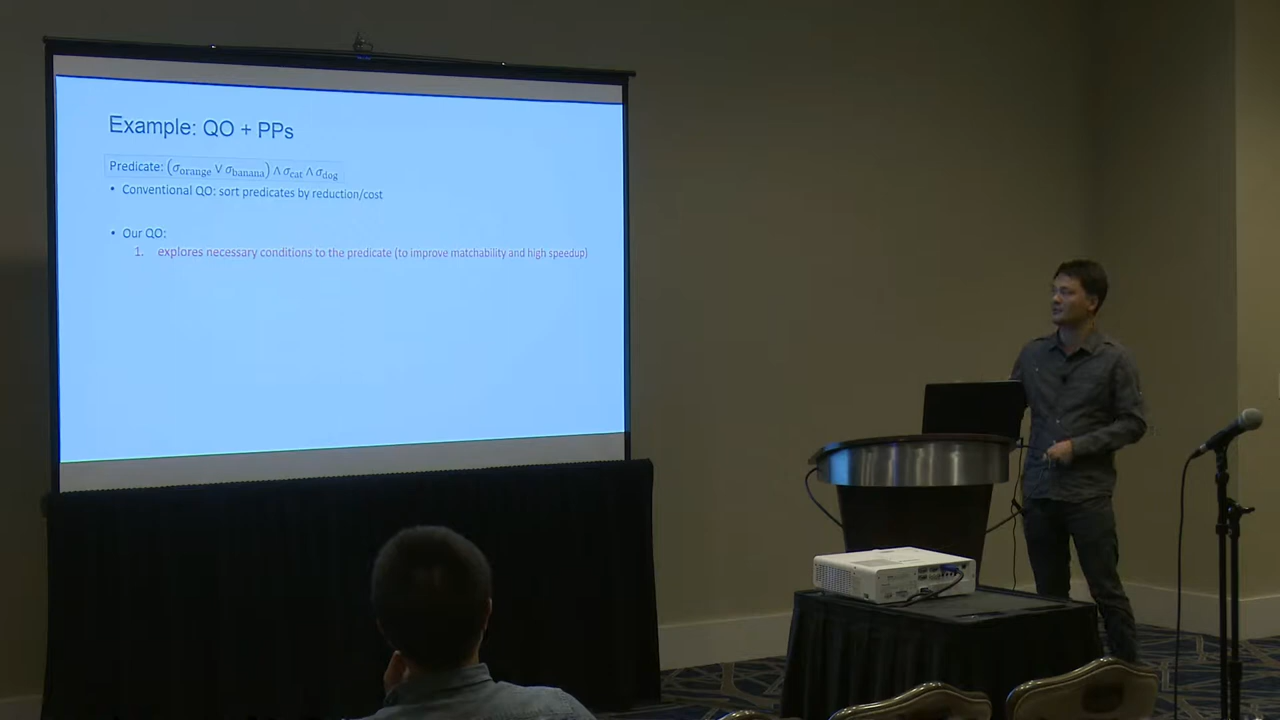 Example: QO + PPs
Predicate: (σorange ∨ σbanana) ∧ σcat ∧ σdog
• Conventional QO: sort predicates by reduction/cost
• Our QO:
1. explores necessary conditions to the predicate (to improve matchability and high speedup)